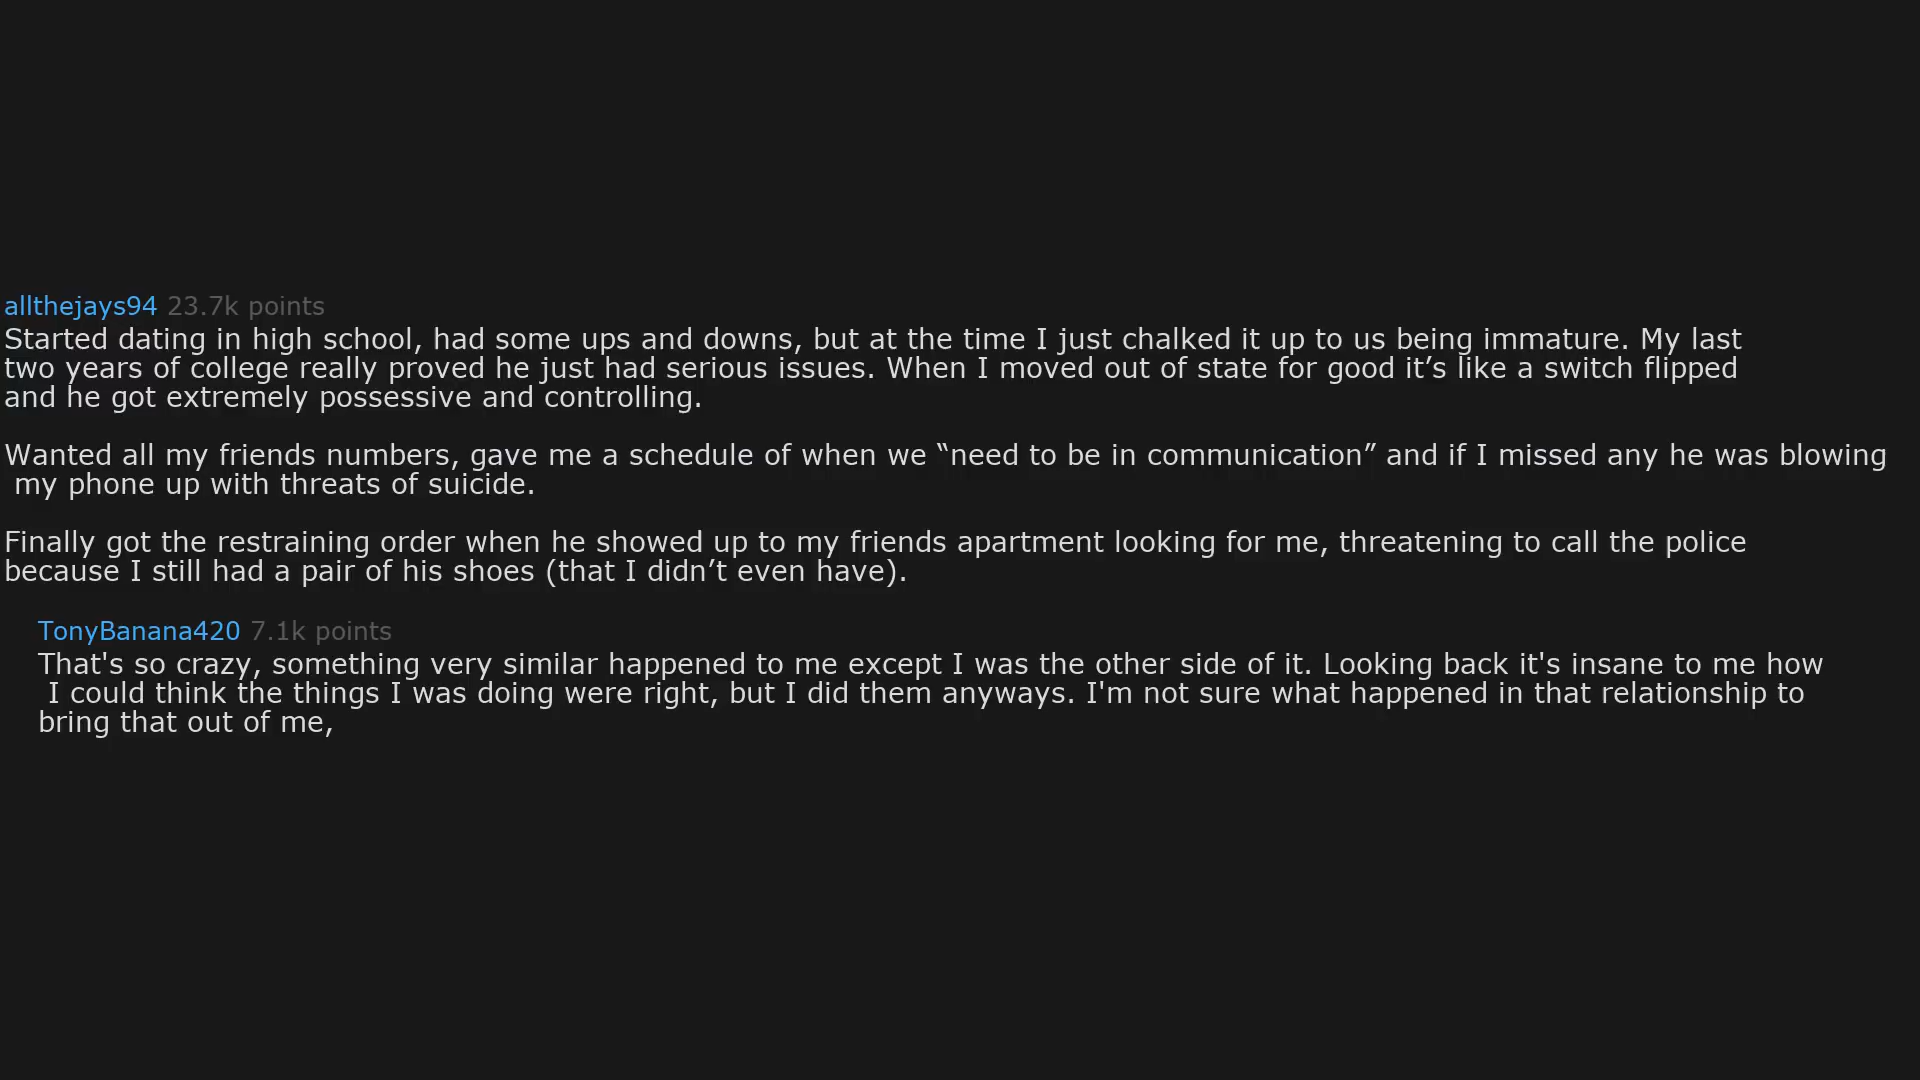 allthejays94 23.7k points
Started dating in high school, had some ups and downs, but at the time I just chalked it up to us being immature. My last
two years of college really proved he just had serious issues. When I moved out of state for good it’s like a switch flipped
and he got extremely possessive and controlling.
Wanted all my friends numbers, gave me a schedule of when we “need to be in communication” and if I missed any he was blowing
my phone up with threats of suicide.
Finally got the restraining order when he showed up to my friends apartment looking for me, threatening to call the police
because I still had a pair of his shoes (that I didn’t even have).
TonyBanana420 7.1k points
That's so crazy, something very similar happened to me except I was the other side of it. Looking back it's insane to me how
I could think the things I was doing were right, but I did them anyways. I'm not sure what happened in that relationship to
bring that out of me,